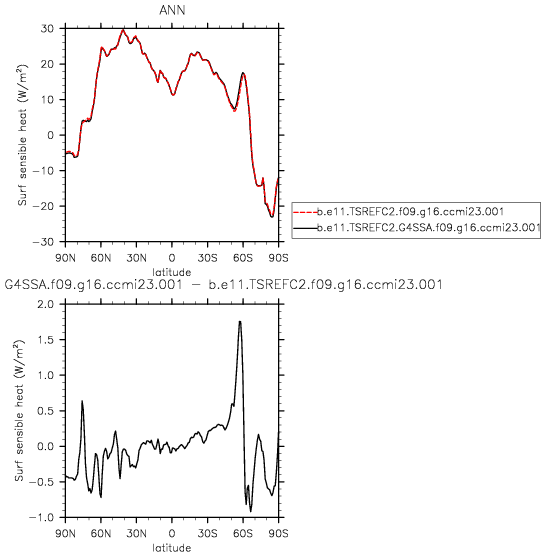 ANN
30
20
10
0
−10
−20
−30
Surf sensible heat (W/m²)
90N 60N 30N 0 30S 60S 90S
latitude
b.e11.TSREFC2.f09.g16.ccmi23.001
b.e11.TSREFC2.G4SSA.f09.g16.ccmi23.001
G4SSA.f09.g16.ccmi23.001 − b.e11.TSREFC2.f09.g16.ccmi23.001
2.0
1.5
1.0
0.5
0.0
−0.5
−1.0
Surf sensible heat (W/m²)
90N 60N 30N 0 30S 60S 90S
latitude